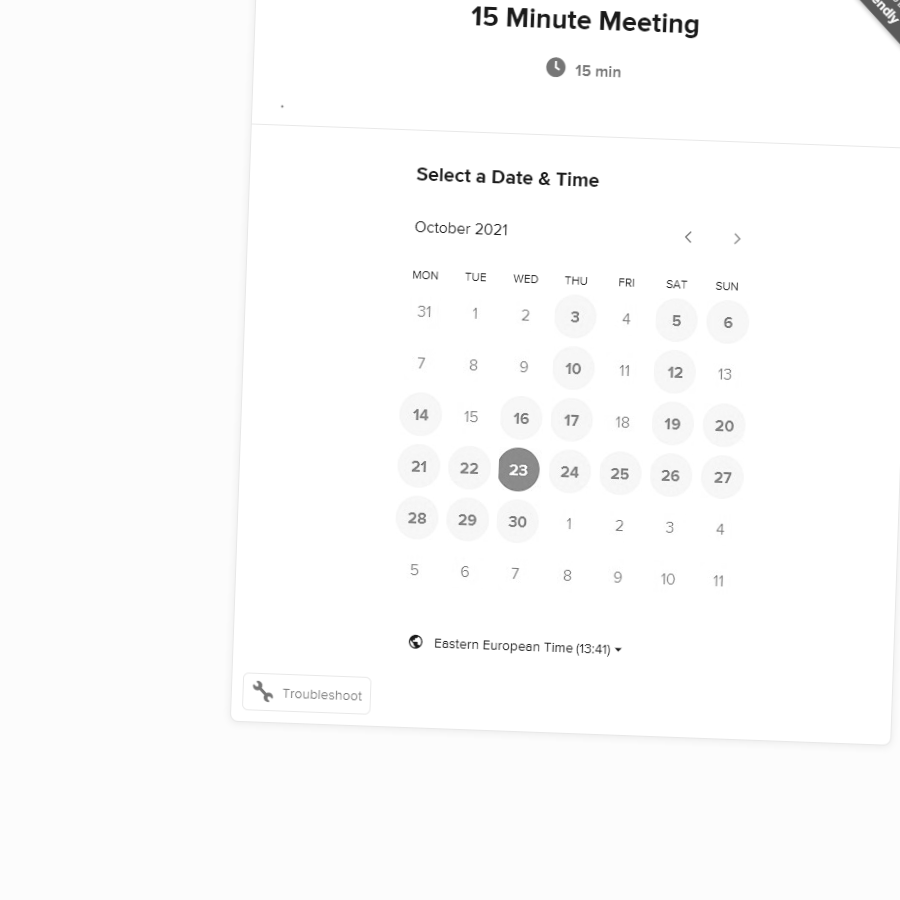 15 Minute Meeting
15 min
Select a Date & Time
October 2021
MON TUE WED THU FRI SAT SUN
31 1 2 3 4 5 6
7 8 9 10 11 12 13
14 15 16 17 18 19 20
21 22 23 24 25 26 27
28 29 30 1 2 3 4
5 6 7 8 9 10 11
Eastern European Time (13:41)
Troubleshoot